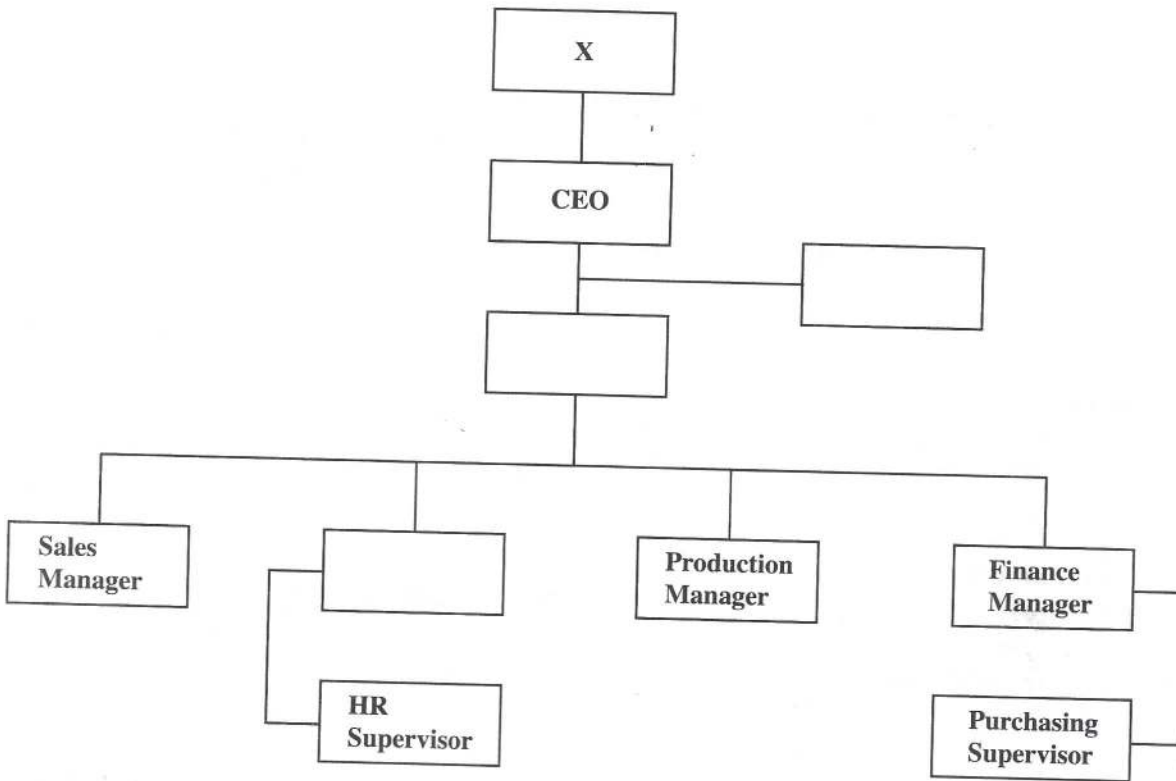 X
CEO
Sales
Manager
Production
Manager
Finance
Manager
HR
Supervisor
Purchasing
Supervisor